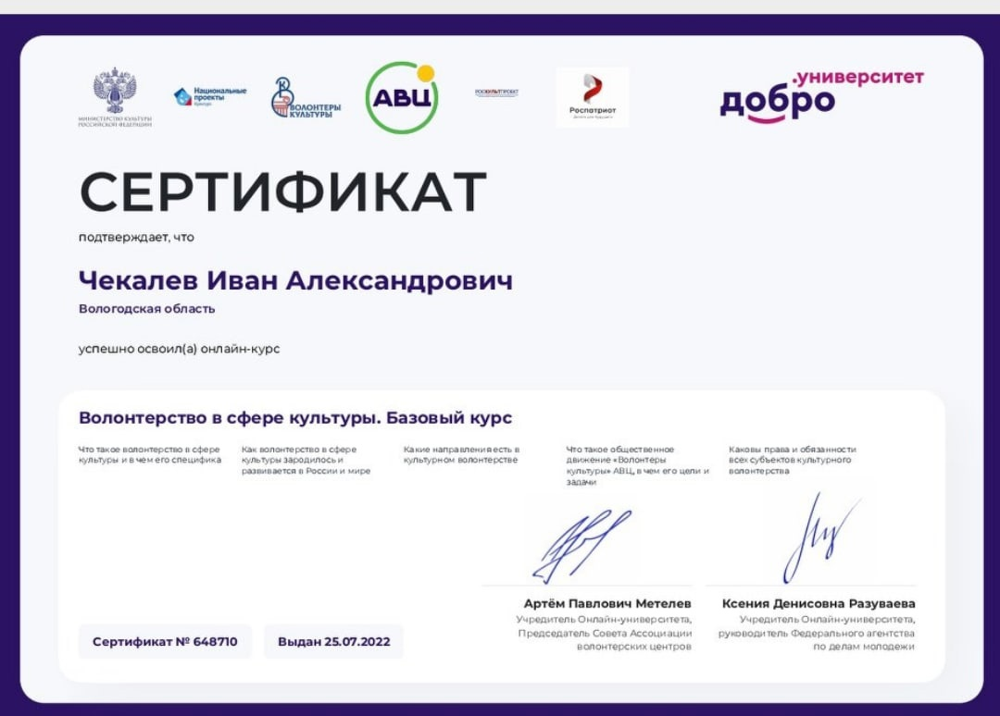 МИНИСТЕРСТВО КУЛЬТУРЫ
РОССИЙСКОЙ ФЕДЕРАЦИИ
Национальные
проекты
Культура
ВОЛОНТЕРЫ
КУЛЬТУРЫ
АВЦ
РОСКУЛЬТПРОЕКТ
Роспатриот
.университет
добро
СЕРТИФИКАТ
подтверждает, что
Чекалев Иван Александрович
Вологодская область
успешно освоил(а) онлайн-курс
Волонтерство в сфере культуры. Базовый курс
Что такое волонтерство в сфере
культуры и в чем его специфика
Как волонтерство в сфере
культуры зародилось и
развивается в России и мире
Какие направления есть в
культурном волонтерстве
Что такое общественное
движение «Волонтеры
культуры» АВЦ, в чем его цели и
задачи
Каковы права и обязанности
всех субъектов культурного
волонтерства
Артём Павлович Метелев
Учредитель Онлайн-университета,
Председатель Совета Ассоциации
волонтерских центров
Ксения Денисовна Разуваева
Учредитель Онлайн-университета,
руководитель Федерального агентства
по делам молодежи
Сертификат № 648710
Выдан 25.07.2022